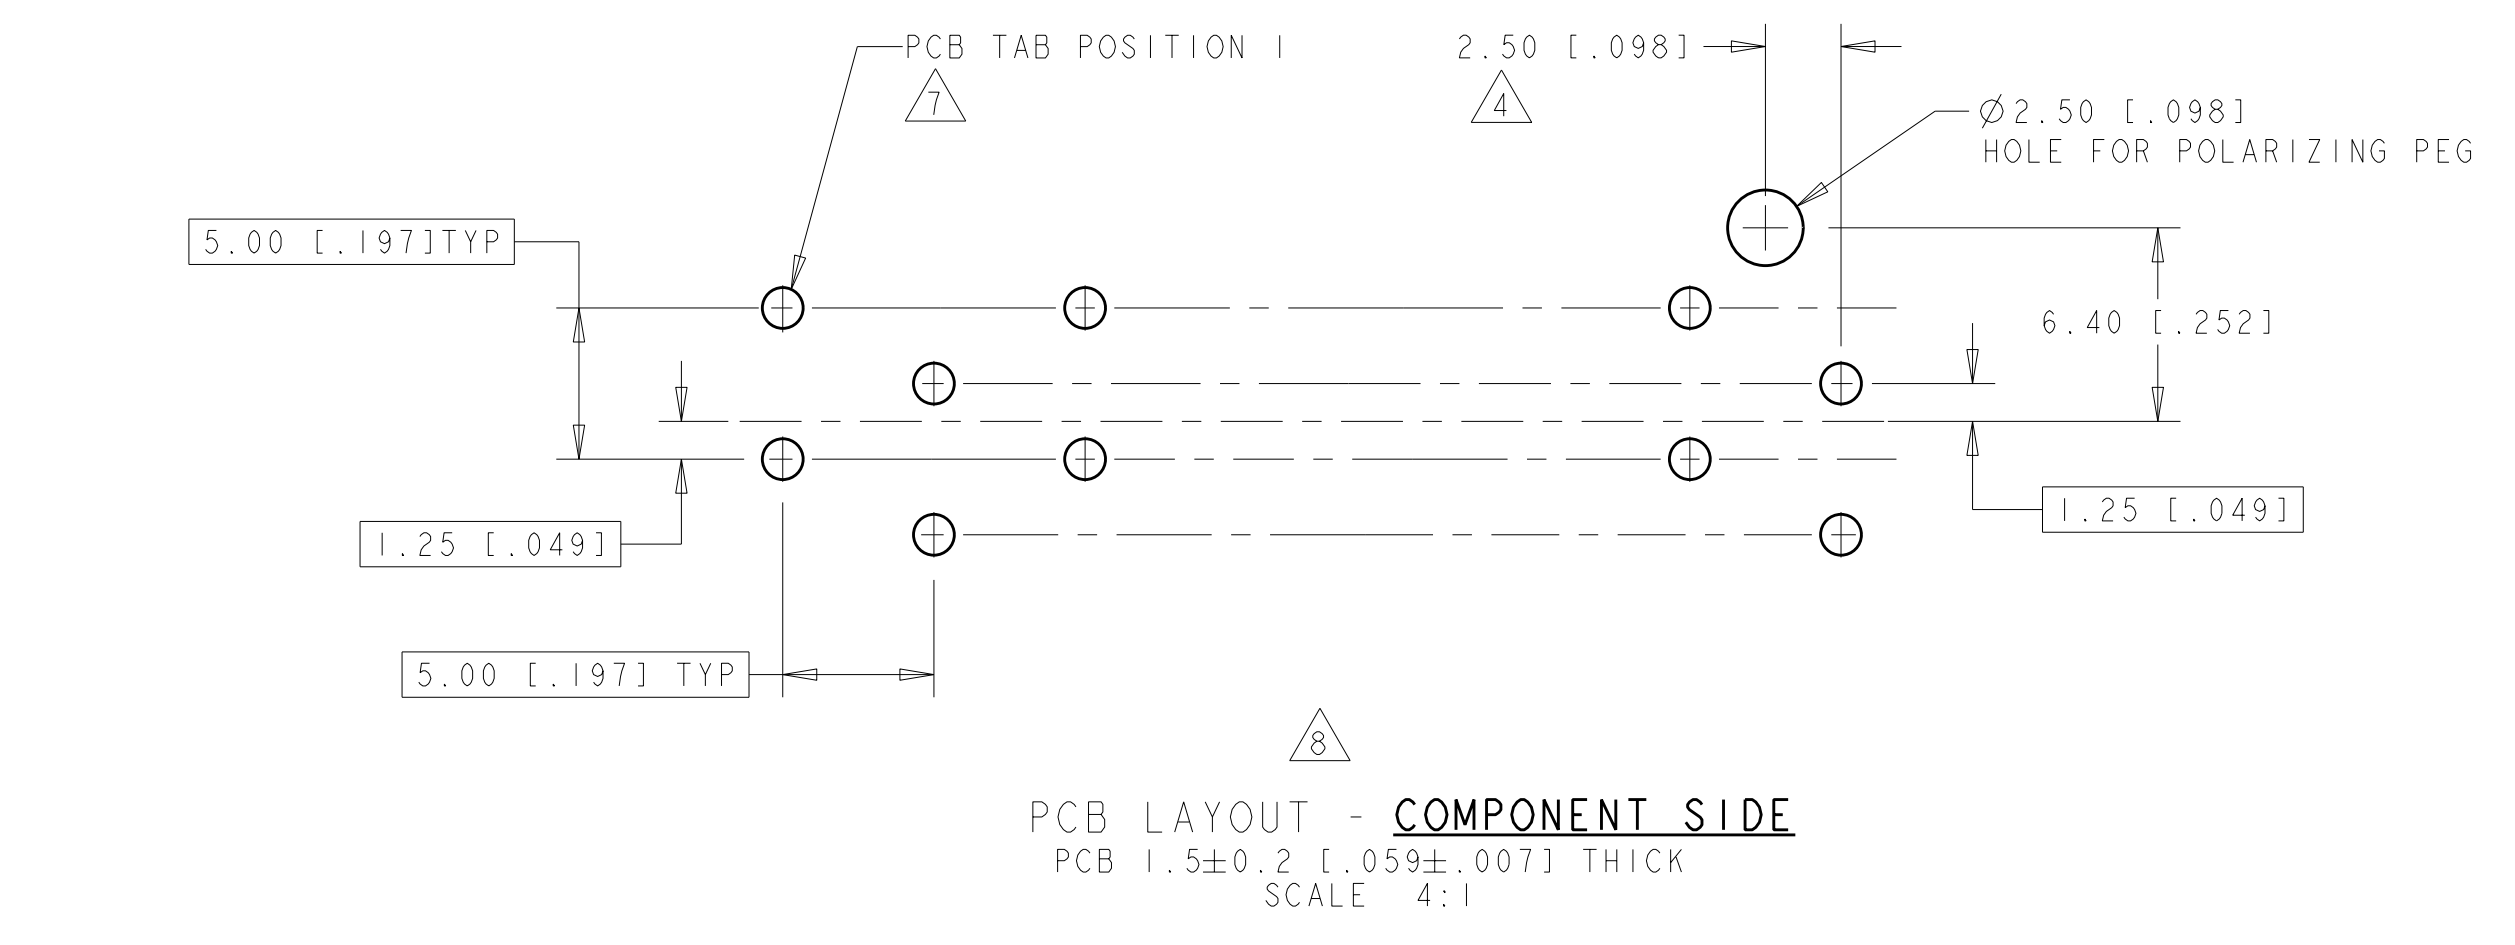 PCB TAB POSITION 1
7
2.50 [.098]
4
Ø2.50 [.098]
HOLE FOR POLARIZING PEG
5.00 [.197]TYP
6.40 [.252]
1.25 [.049]
1.25 [.049]
5.00 [.197] TYP
8
PCB LAYOUT - COMPONENT SIDE
PCB 1.5±0.2 [.059±.007] THICK
SCALE 4:1